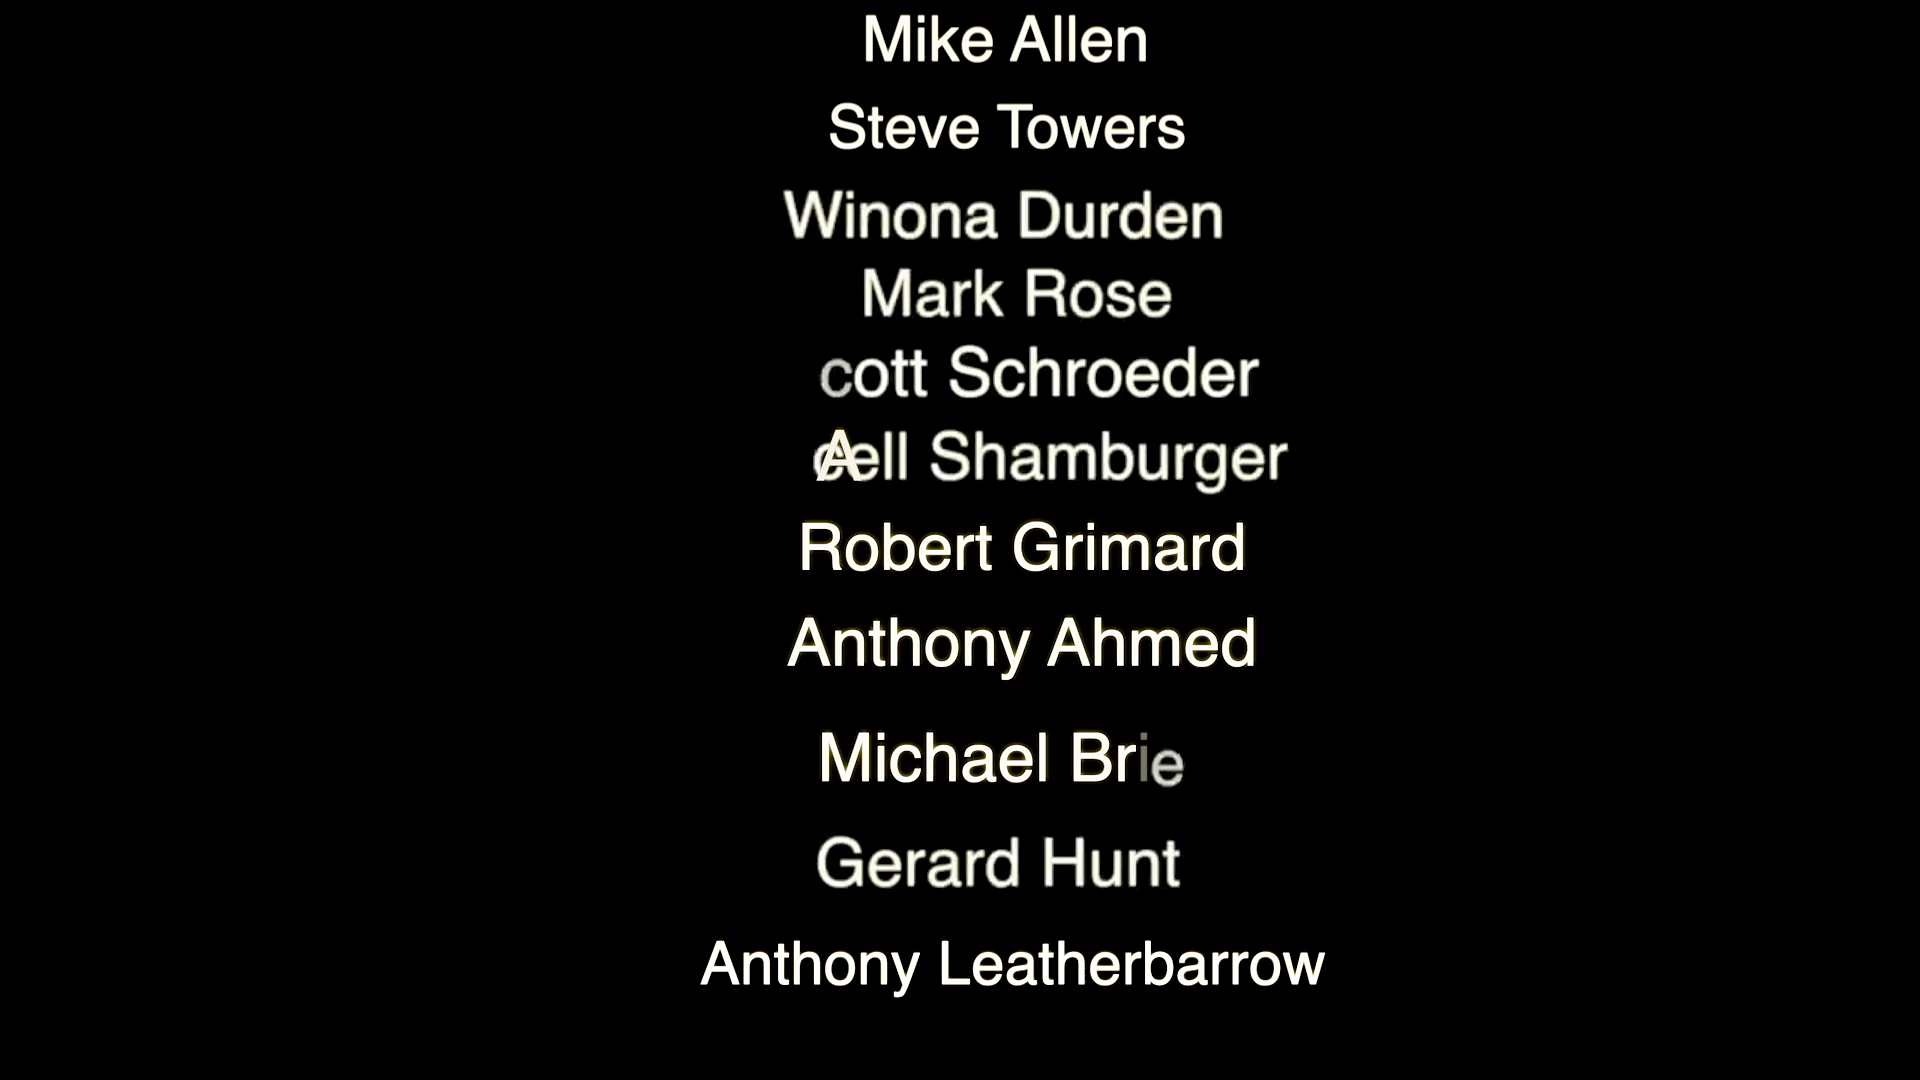 Mike Allen
Steve Towers
Winona Durden
Mark Rose
cott Schroeder
Shamburger
Robert Grimard
Anthony Ahmed
Michael Brie
Gerard Hunt
Anthony Leatherbarrow